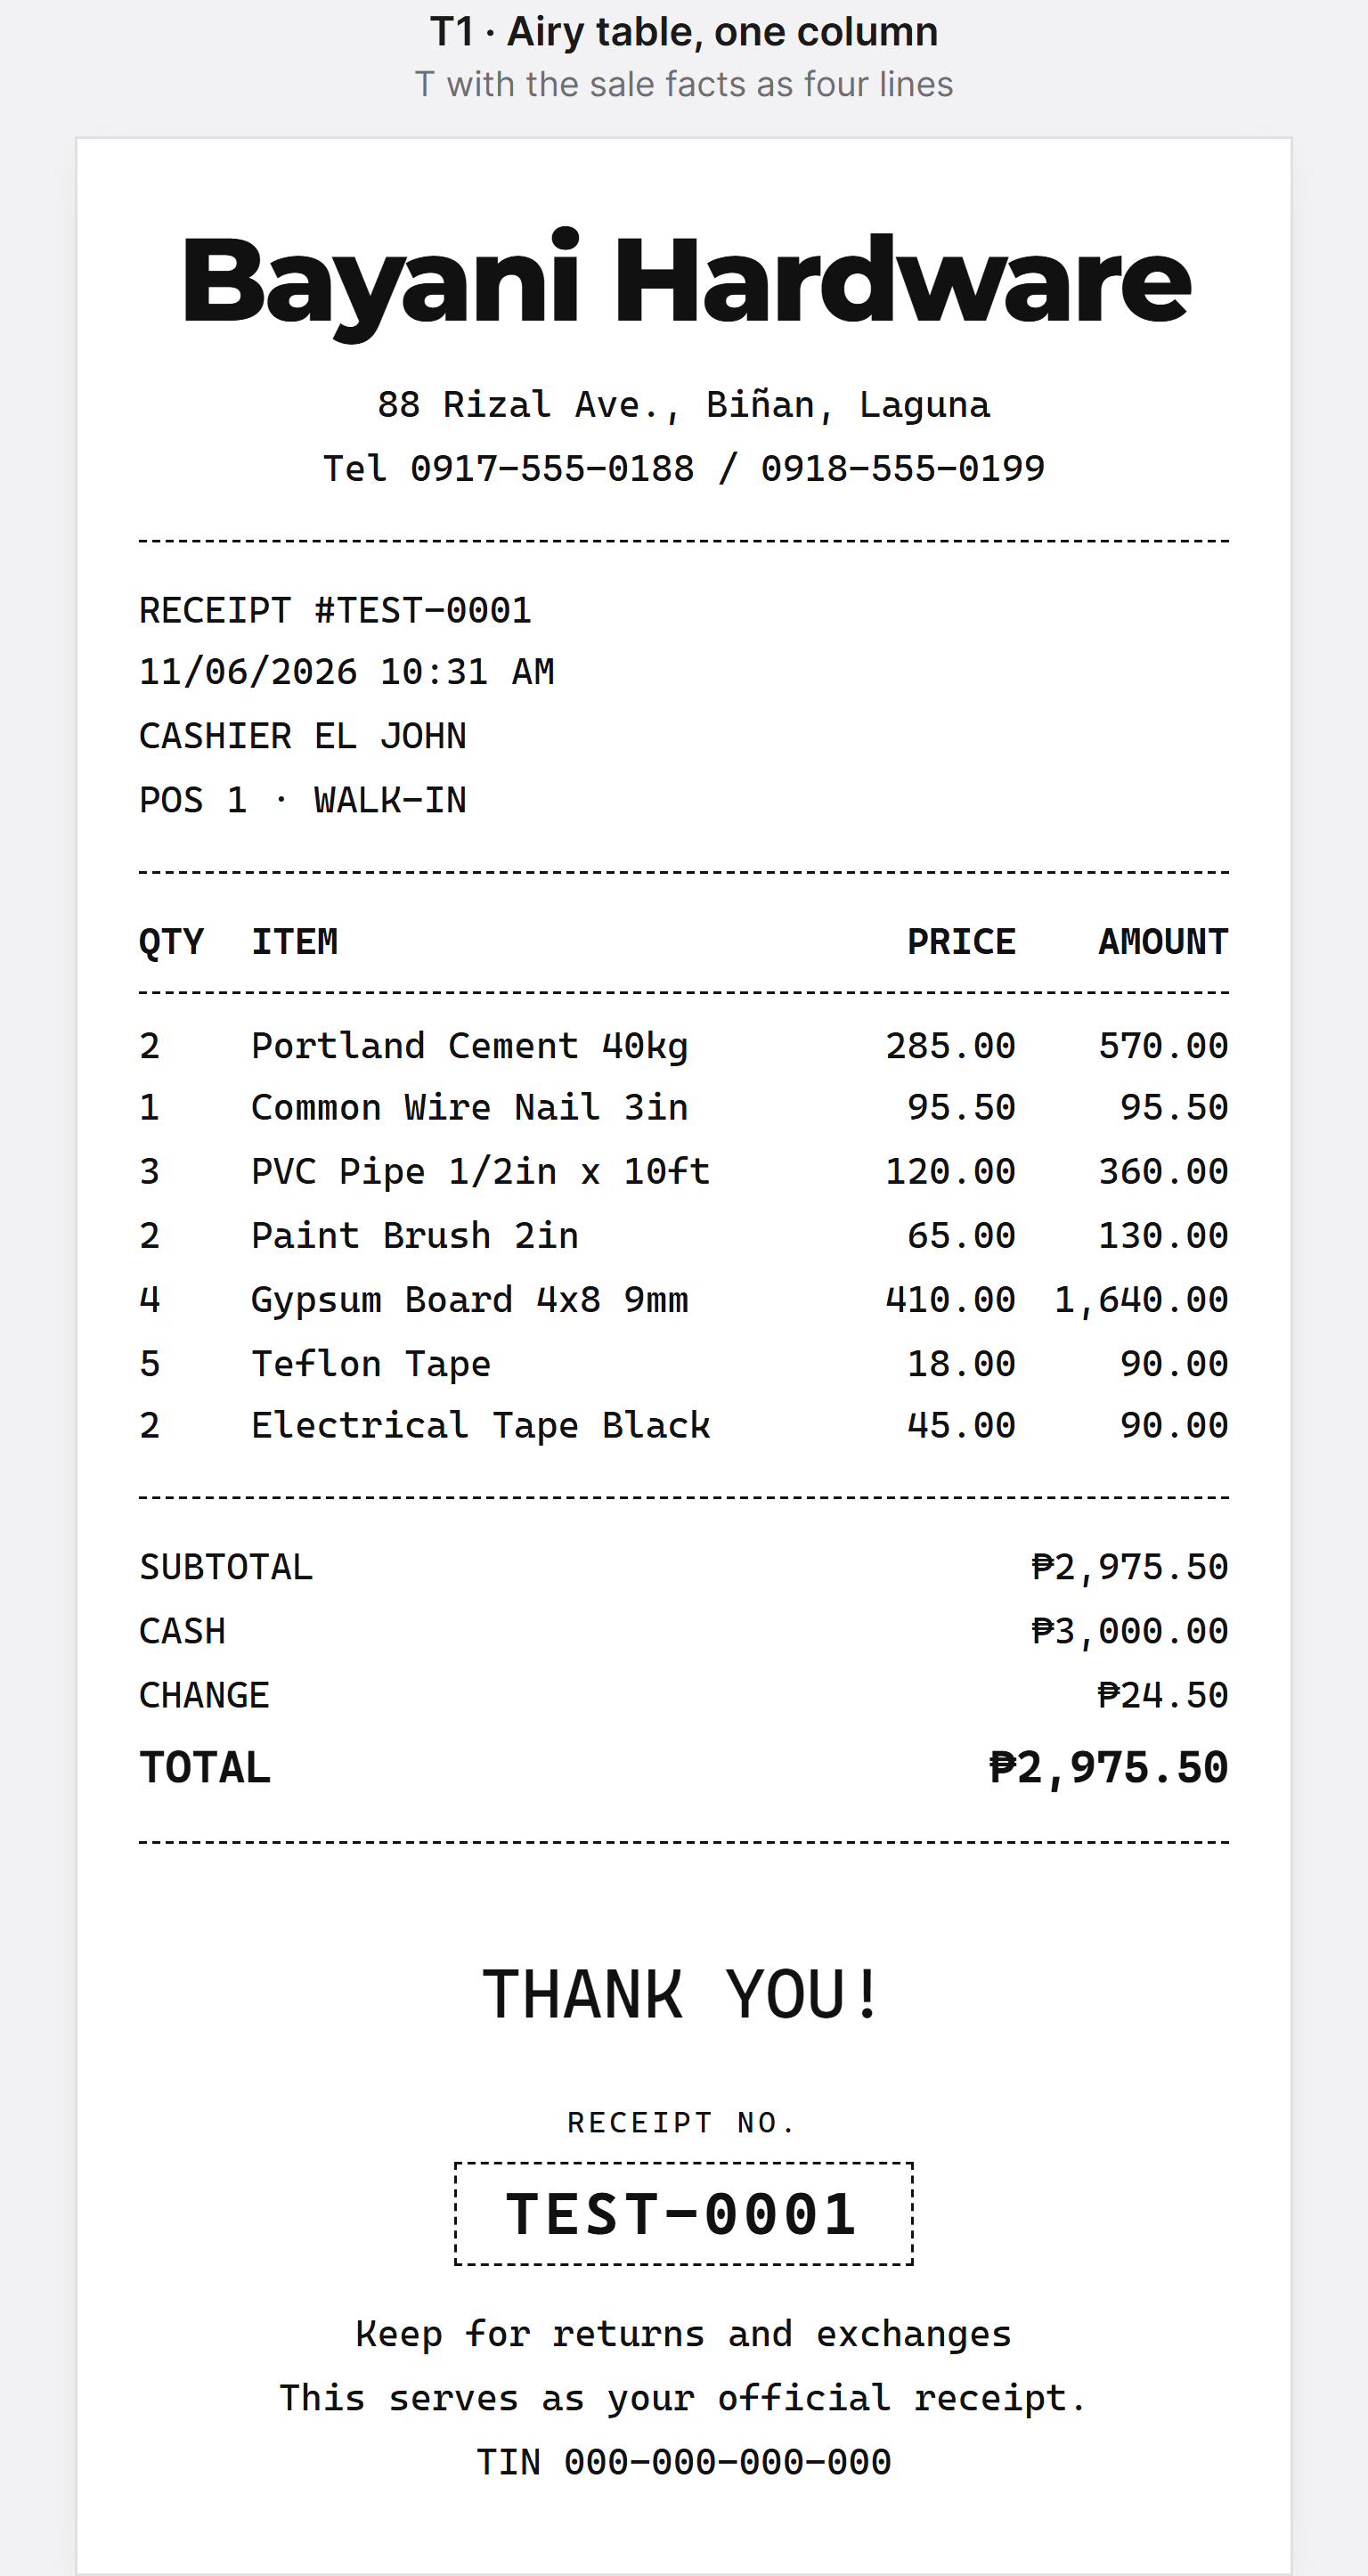 T1 · Airy table, one column
T with the sale facts as four lines
Bayani Hardware
88 Rizal Ave., Biñan, Laguna
Tel 0917-555-0188 / 0918-555-0199
RECEIPT #TEST-0001
11/06/2026 10:31 AM
CASHIER EL JOHN
POS 1 · WALK-IN
QTY ITEM PRICE AMOUNT
2 Portland Cement 40kg 285.00 570.00
1 Common Wire Nail 3in 95.50 95.50
3 PVC Pipe 1/2in x 10ft 120.00 360.00
2 Paint Brush 2in 65.00 130.00
4 Gypsum Board 4x8 9mm 410.00 1,640.00
5 Teflon Tape 18.00 90.00
2 Electrical Tape Black 45.00 90.00
SUBTOTAL ₱2,975.50
CASH ₱3,000.00
CHANGE ₱24.50
TOTAL ₱2,975.50
THANK YOU!
RECEIPT NO.
TEST-0001
Keep for returns and exchanges
This serves as your official receipt.
TIN 000-000-000-000